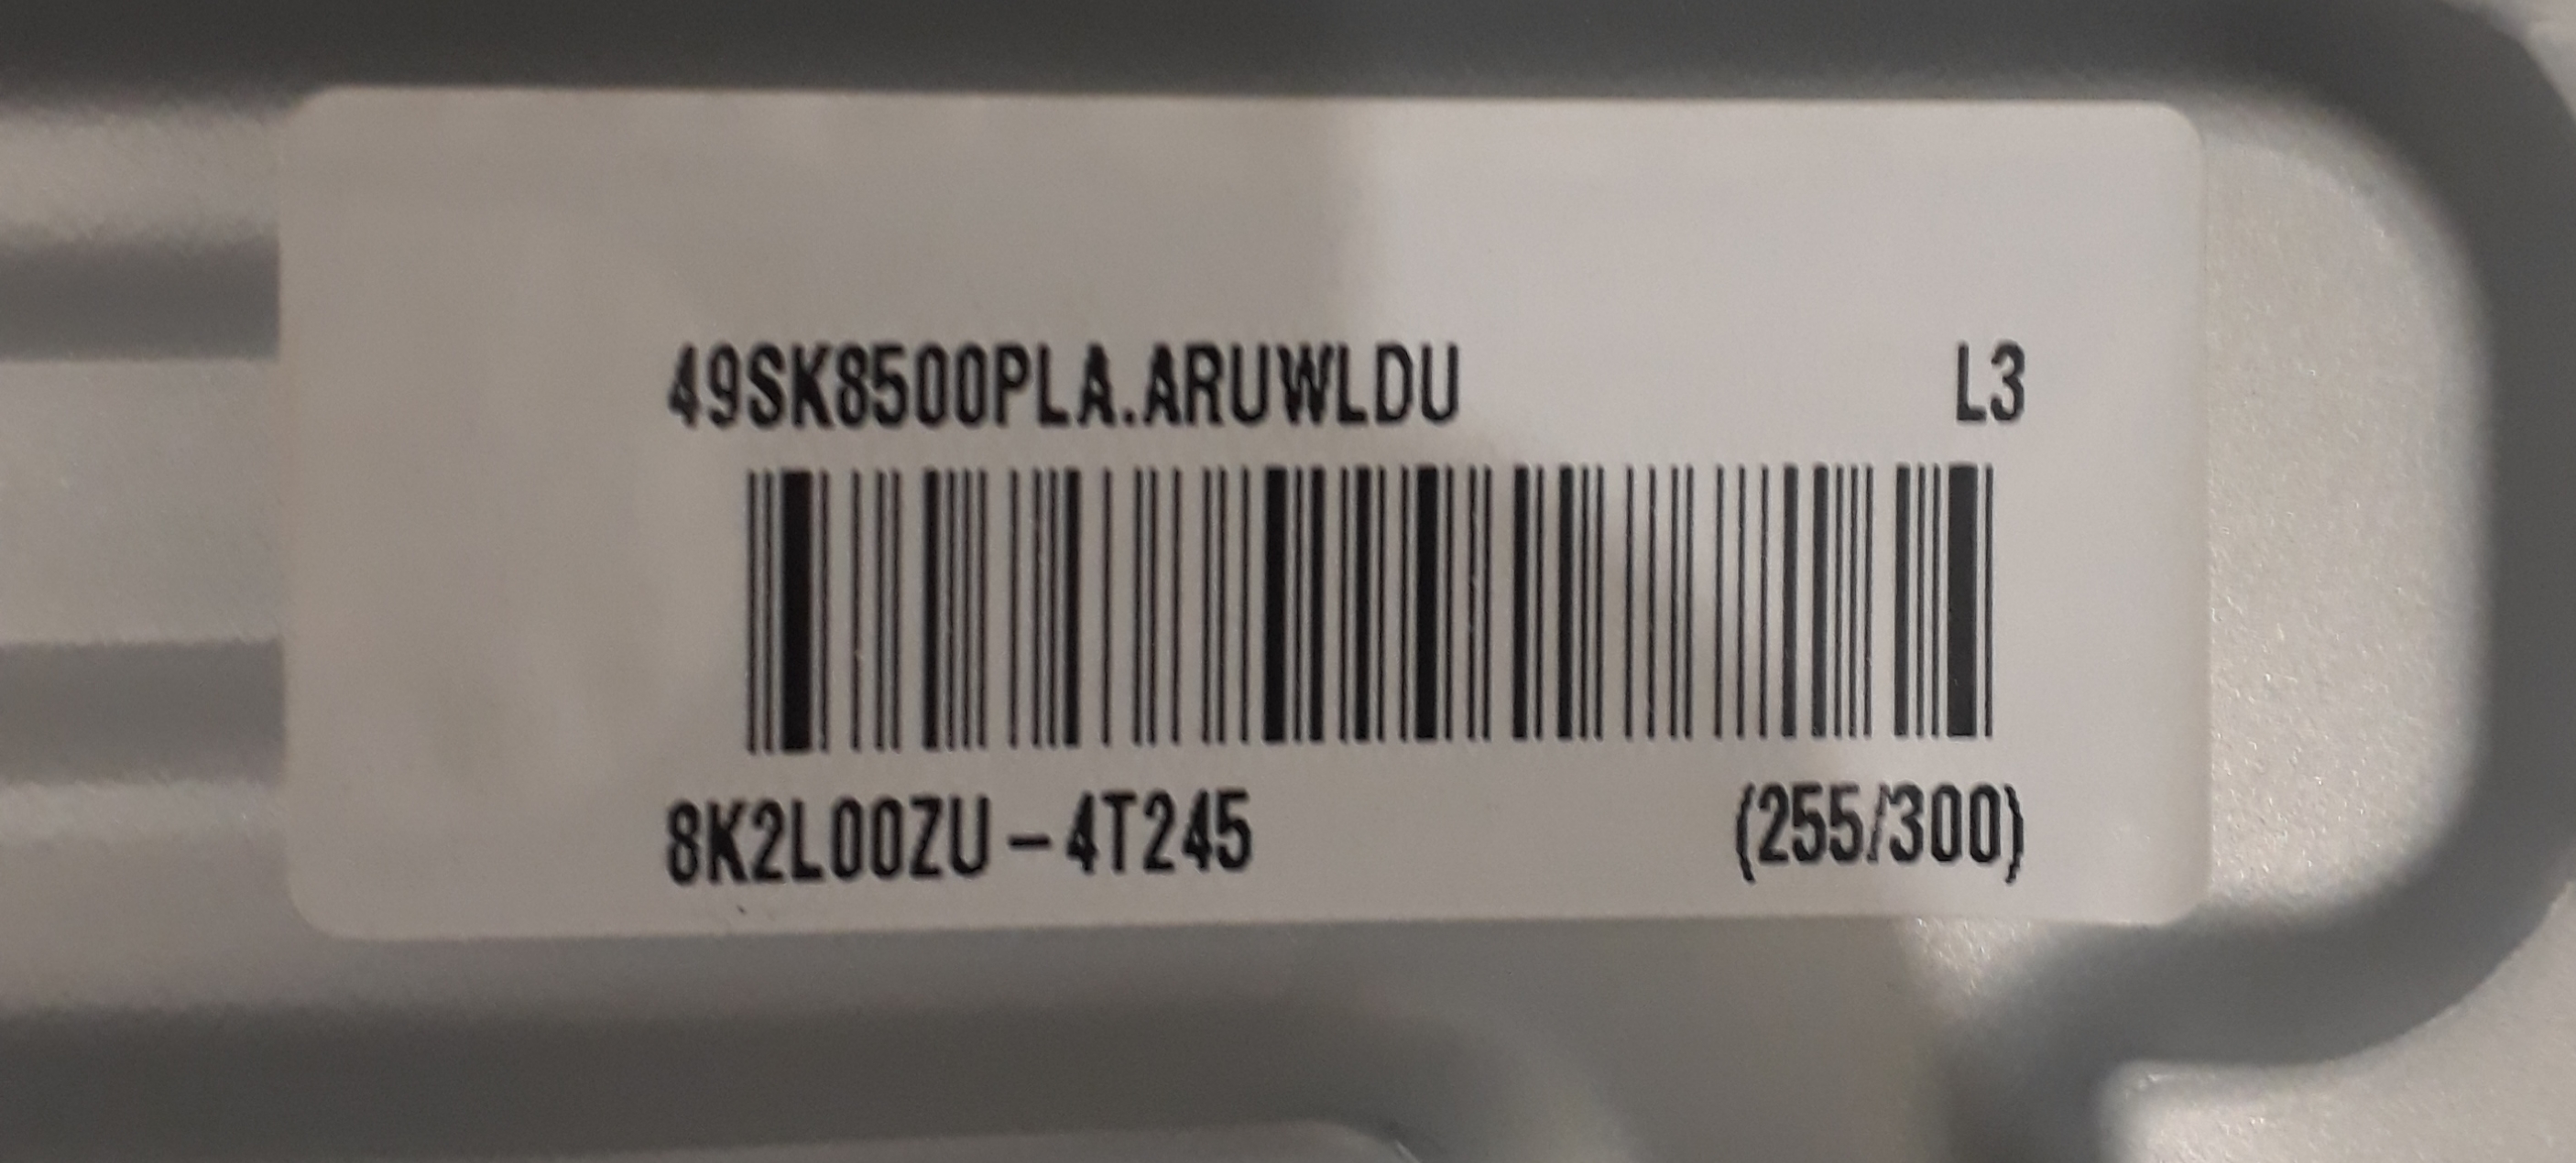 49SK8500PLA.ARUWLDU L3
8K2L00ZU-4T245 (255/300)